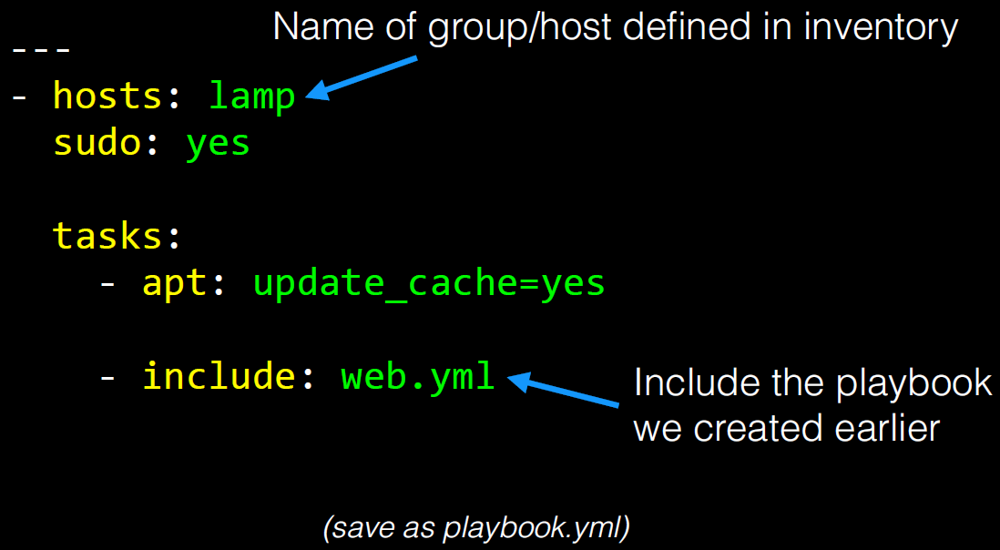 Name of group/host defined in inventory
---
- hosts: lamp
sudo: yes
tasks:
- apt: update_cache=yes
- include: web.yml
Include the playbook
we created earlier
(save as playbook.yml)